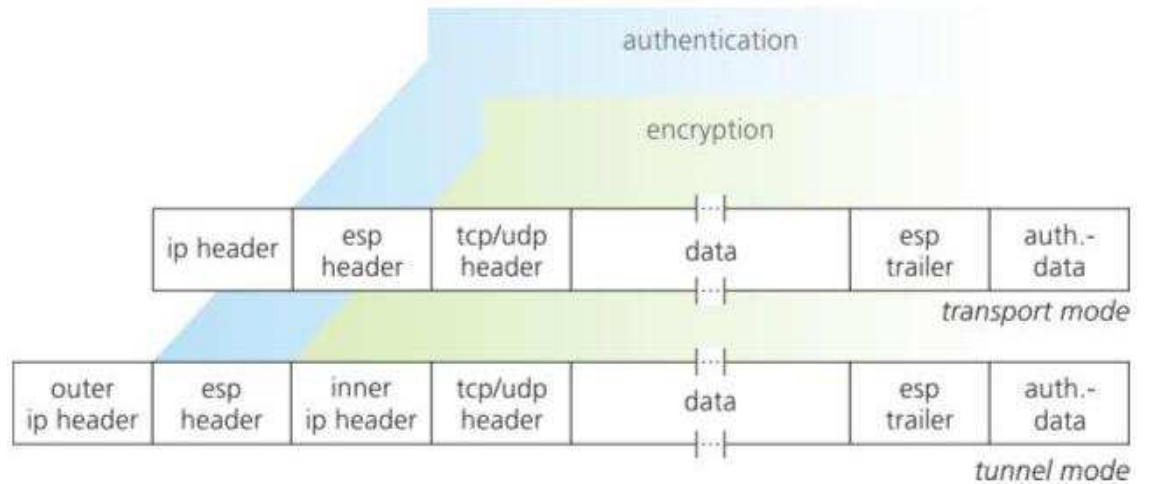 authentication
encryption
ip header
esp
header
tcp/udp
header
data
esp
trailer
auth.-
data
transport mode
outer
ip header
esp
header
inner
ip header
tcp/udp
header
data
esp
trailer
auth.-
data
tunnel mode